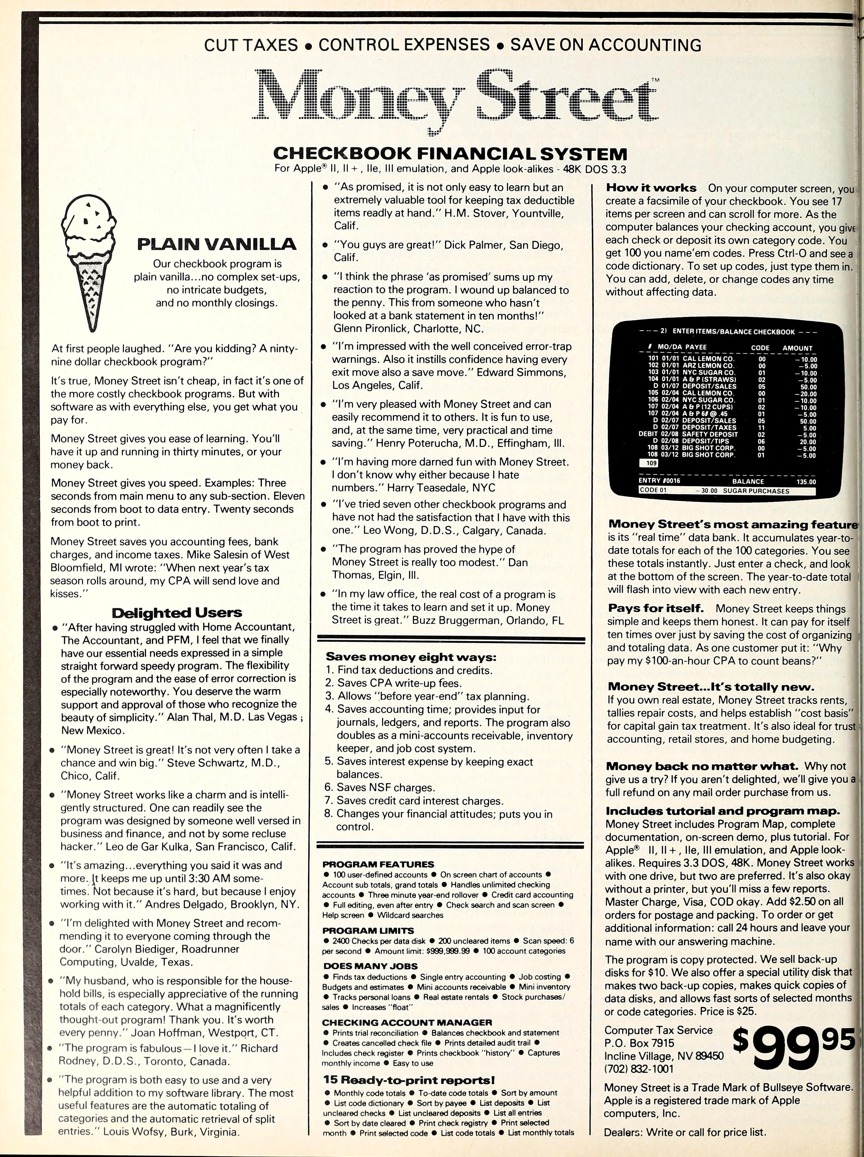 CUT TAXES • CONTROL EXPENSES • SAVE ON ACCOUNTING
Money Street™
CHECKBOOK FINANCIAL SYSTEM
For Apple® II, II+, IIe, III emulation, and Apple look-alikes - 48K DOS 3.3
PLAIN VANILLA
Our checkbook program is
plain vanilla...no complex set-ups,
no intricate budgets,
and no monthly closings.
At first people laughed. "Are you kidding? A ninty-
nine dollar checkbook program?"
It's true, Money Street isn't cheap, in fact it's one of
the more costly checkbook programs. But with
software as with everything else, you get what you
pay for.
Money Street gives you ease of learning. You'll
have it up and running in thirty minutes, or your
money back.
Money Street gives you speed. Examples: Three
seconds from main menu to any sub-section. Eleven
seconds from boot to data entry. Twenty seconds
from boot to print.
Money Street saves you accounting fees, bank
charges, and income taxes. Mike Salesin of West
Bloomfield, MI wrote: "When next year's tax
season rolls around, my CPA will send love and
kisses."
Delighted Users
• "After having struggled with Home Accountant,
The Accountant, and PFM, I feel that we finally
have our essential needs expressed in a simple
straight forward speedy program. The flexibility
of the program and the ease of error correction is
especially noteworthy. You deserve the warm
support and approval of those who recognize the
beauty of simplicity." Alan Thal, M.D. Las Vegas ;
New Mexico.
• "Money Street is great! It's not very often I take a
chance and win big." Steve Schwartz, M.D.,
Chico, Calif.
• "Money Street works like a charm and is intelli-
gently structured. One can readily see the
program was designed by someone well versed in
business and finance, and not by some recluse
hacker." Leo de Gar Kulka, San Francisco, Calif.
• "It's amazing...everything you said it was and
more. It keeps me up until 3:30 AM some-
times. Not because it's hard, but because I enjoy
working with it." Andres Delgado, Brooklyn, NY.
• "I'm delighted with Money Street and recom-
mending it to everyone coming through the
door." Carolyn Biediger, Roadrunner
Computing, Uvalde, Texas.
• "My husband, who is responsible for the house-
hold bills, is especially appreciative of the running
totals of each category. What a magnificently
thought-out program! Thank you. It's worth
every penny." Joan Hoffman, Westport, CT.
• "The program is fabulous—I love it." Richard
Rodney, D.D.S., Toronto, Canada.
• "The program is both easy to use and a very
helpful addition to my software library. The most
useful features are the automatic totaling of
categories and the automatic retrieval of split
entries." Louis Wofsy, Burk, Virginia.
• "As promised, it is not only easy to learn but an
extremely valuable tool for keeping tax deductible
items readly at hand." H.M. Stover, Yountville,
Calif.
• "You guys are great!" Dick Palmer, San Diego,
Calif.
• "I think the phrase 'as promised' sums up my
reaction to the program. I wound up balanced to
the penny. This from someone who hasn't
looked at a bank statement in ten months!"
Glenn Pironlick, Charlotte, NC.
• "I'm impressed with the well conceived error-trap
warnings. Also it instills confidence having every
exit move also a save move." Edward Simmons,
Los Angeles, Calif.
• "I'm very pleased with Money Street and can
easily recommend it to others. It is fun to use,
and, at the same time, very practical and time
saving." Henry Poterucha, M.D., Effingham, Ill.
• "I'm having more darned fun with Money Street.
I don't know why either because I hate
numbers." Harry Teasedale, NYC
• "I've tried seven other checkbook programs and
have not had the satisfaction that I have with this
one." Leo Wong, D.D.S., Calgary, Canada.
• "The program has proved the hype of
Money Street is really too modest." Dan
Thomas, Elgin, Ill.
• "In my law office, the real cost of a program is
the time it takes to learn and set it up. Money
Street is great." Buzz Bruggerman, Orlando, FL
Saves money eight ways:
1. Find tax deductions and credits.
2. Saves CPA write-up fees.
3. Allows "before year-end" tax planning.
4. Saves accounting time; provides input for
journals, ledgers, and reports. The program also
doubles as a mini-accounts receivable, inventory
keeper, and job cost system.
5. Saves interest expense by keeping exact
balances.
6. Saves NSF charges.
7. Saves credit card interest charges.
8. Changes your financial attitudes; puts you in
control.
PROGRAM FEATURES
• 100 user-defined accounts • On screen chart of accounts •
Account sub totals, grand totals • Handles unlimited checking
accounts • Three minute year-end rollover • Credit card accounting
• Full editing, even after entry • Check search and scan screen •
Help screen • Wildcard searches
PROGRAM LIMITS
• 2400 Checks per data disk • 200 uncleared items • Scan speed: 6
per second • Amount limit: $999,999.99 • 100 account categories
DOES MANY JOBS
• Finds tax deductions • Single entry accounting • Job costing •
Budgets and estimates • Mini accounts receivable • Mini inventory
• Tracks personal loans • Real estate rentals • Stock purchases/
sales • Increases "float"
CHECKING ACCOUNT MANAGER
• Prints trial reconciliation • Balances checkbook and statement
• Creates cancelled check file • Prints detailed audit trail •
Includes check register • Prints checkbook "history" • Captures
monthly income • Easy to use
15 Ready-to-print reports!
• Monthly code totals • To-date code totals • Sort by amount
• List code dictionary • Sort by payee • List deposits • List
uncleared checks • List uncleared deposits • List all entries
• Sort by date cleared • Print check registry • Print selected
month • Print selected code • List code totals • List monthly totals
How it works On your computer screen, you
create a facsimile of your checkbook. You see 17
items per screen and can scroll for more. As the
computer balances your checking account, you give
each check or deposit its own category code. You
get 100 you name'em codes. Press Ctrl-O and see a
code dictionary. To set up codes, just type them in.
You can add, delete, or change codes any time
without affecting data.
---- 2) ENTER ITEMS/BALANCE CHECKBOOK ----
# MO/DA PAYEE CODE AMOUNT
101 01/01 CAL LEMON CO. 00 -10.00
102 01/01 ARZ LEMON CO. 00 -5.00
103 01/01 NYC SUGAR CO. 01 -10.00
104 01/01 A & P (STRAWS) 02 -5.00
D 01/07 DEPOSIT/SALES 05 50.00
105 02/04 CAL LEMON CO. 00 -20.00
106 02/04 NYC SUGAR CO. 01 -10.00
107 02/04 A & P (12 CUPS) 02 -10.00
107 02/04 A & P 6# @ .45 01 -5.00
D 02/07 DEPOSIT/SALES 05 50.00
D 02/07 DEPOSIT/TAXES 11 5.00
DEBIT 02/08 SAFETY DEPOSIT 02 -5.00
D 02/08 DEPOSIT/TIPS 06 20.00
108 03/12 BIG SHOT CORP. 00 -5.00
108 03/12 BIG SHOT CORP. 01 -5.00
109
ENTRY #0016 BALANCE 135.00
CODE 01 -30.00 SUGAR PURCHASES
Money Street's most amazing feature
is its "real time" data bank. It accumulates year-to-
date totals for each of the 100 categories. You see
these totals instantly. Just enter a check, and look
at the bottom of the screen. The year-to-date total
will flash into view with each new entry.
Pays for itself. Money Street keeps things
simple and keeps them honest. It can pay for itself
ten times over just by saving the cost of organizing
and totaling data. As one customer put it: "Why
pay my $100-an-hour CPA to count beans?"
Money Street...It's totally new.
If you own real estate, Money Street tracks rents,
tallies repair costs, and helps establish "cost basis"
for capital gain tax treatment. It's also ideal for trust
accounting, retail stores, and home budgeting.
Money back no matter what. Why not
give us a try? If you aren't delighted, we'll give you a
full refund on any mail order purchase from us.
Includes tutorial and program map.
Money Street includes Program Map, complete
documentation, on-screen demo, plus tutorial. For
Apple® II, II+, IIe, III emulation, and Apple look-
alikes. Requires 3.3 DOS, 48K. Money Street works
with one drive, but two are preferred. It's also okay
without a printer, but you'll miss a few reports.
Master Charge, Visa, COD okay. Add $2.50 on all
orders for postage and packing. To order or get
additional information: call 24 hours and leave your
name with our answering machine.
The program is copy protected. We sell back-up
disks for $10. We also offer a special utility disk that
makes two back-up copies, makes quick copies of
data disks, and allows fast sorts of selected months
or code categories. Price is $25.
Computer Tax Service
P.O. Box 7915
Incline Village, NV 89450
(702) 832-1001
$99.95
Money Street is a Trade Mark of Bullseye Software.
Apple is a registered trade mark of Apple
computers, Inc.
Dealers: Write or call for price list.